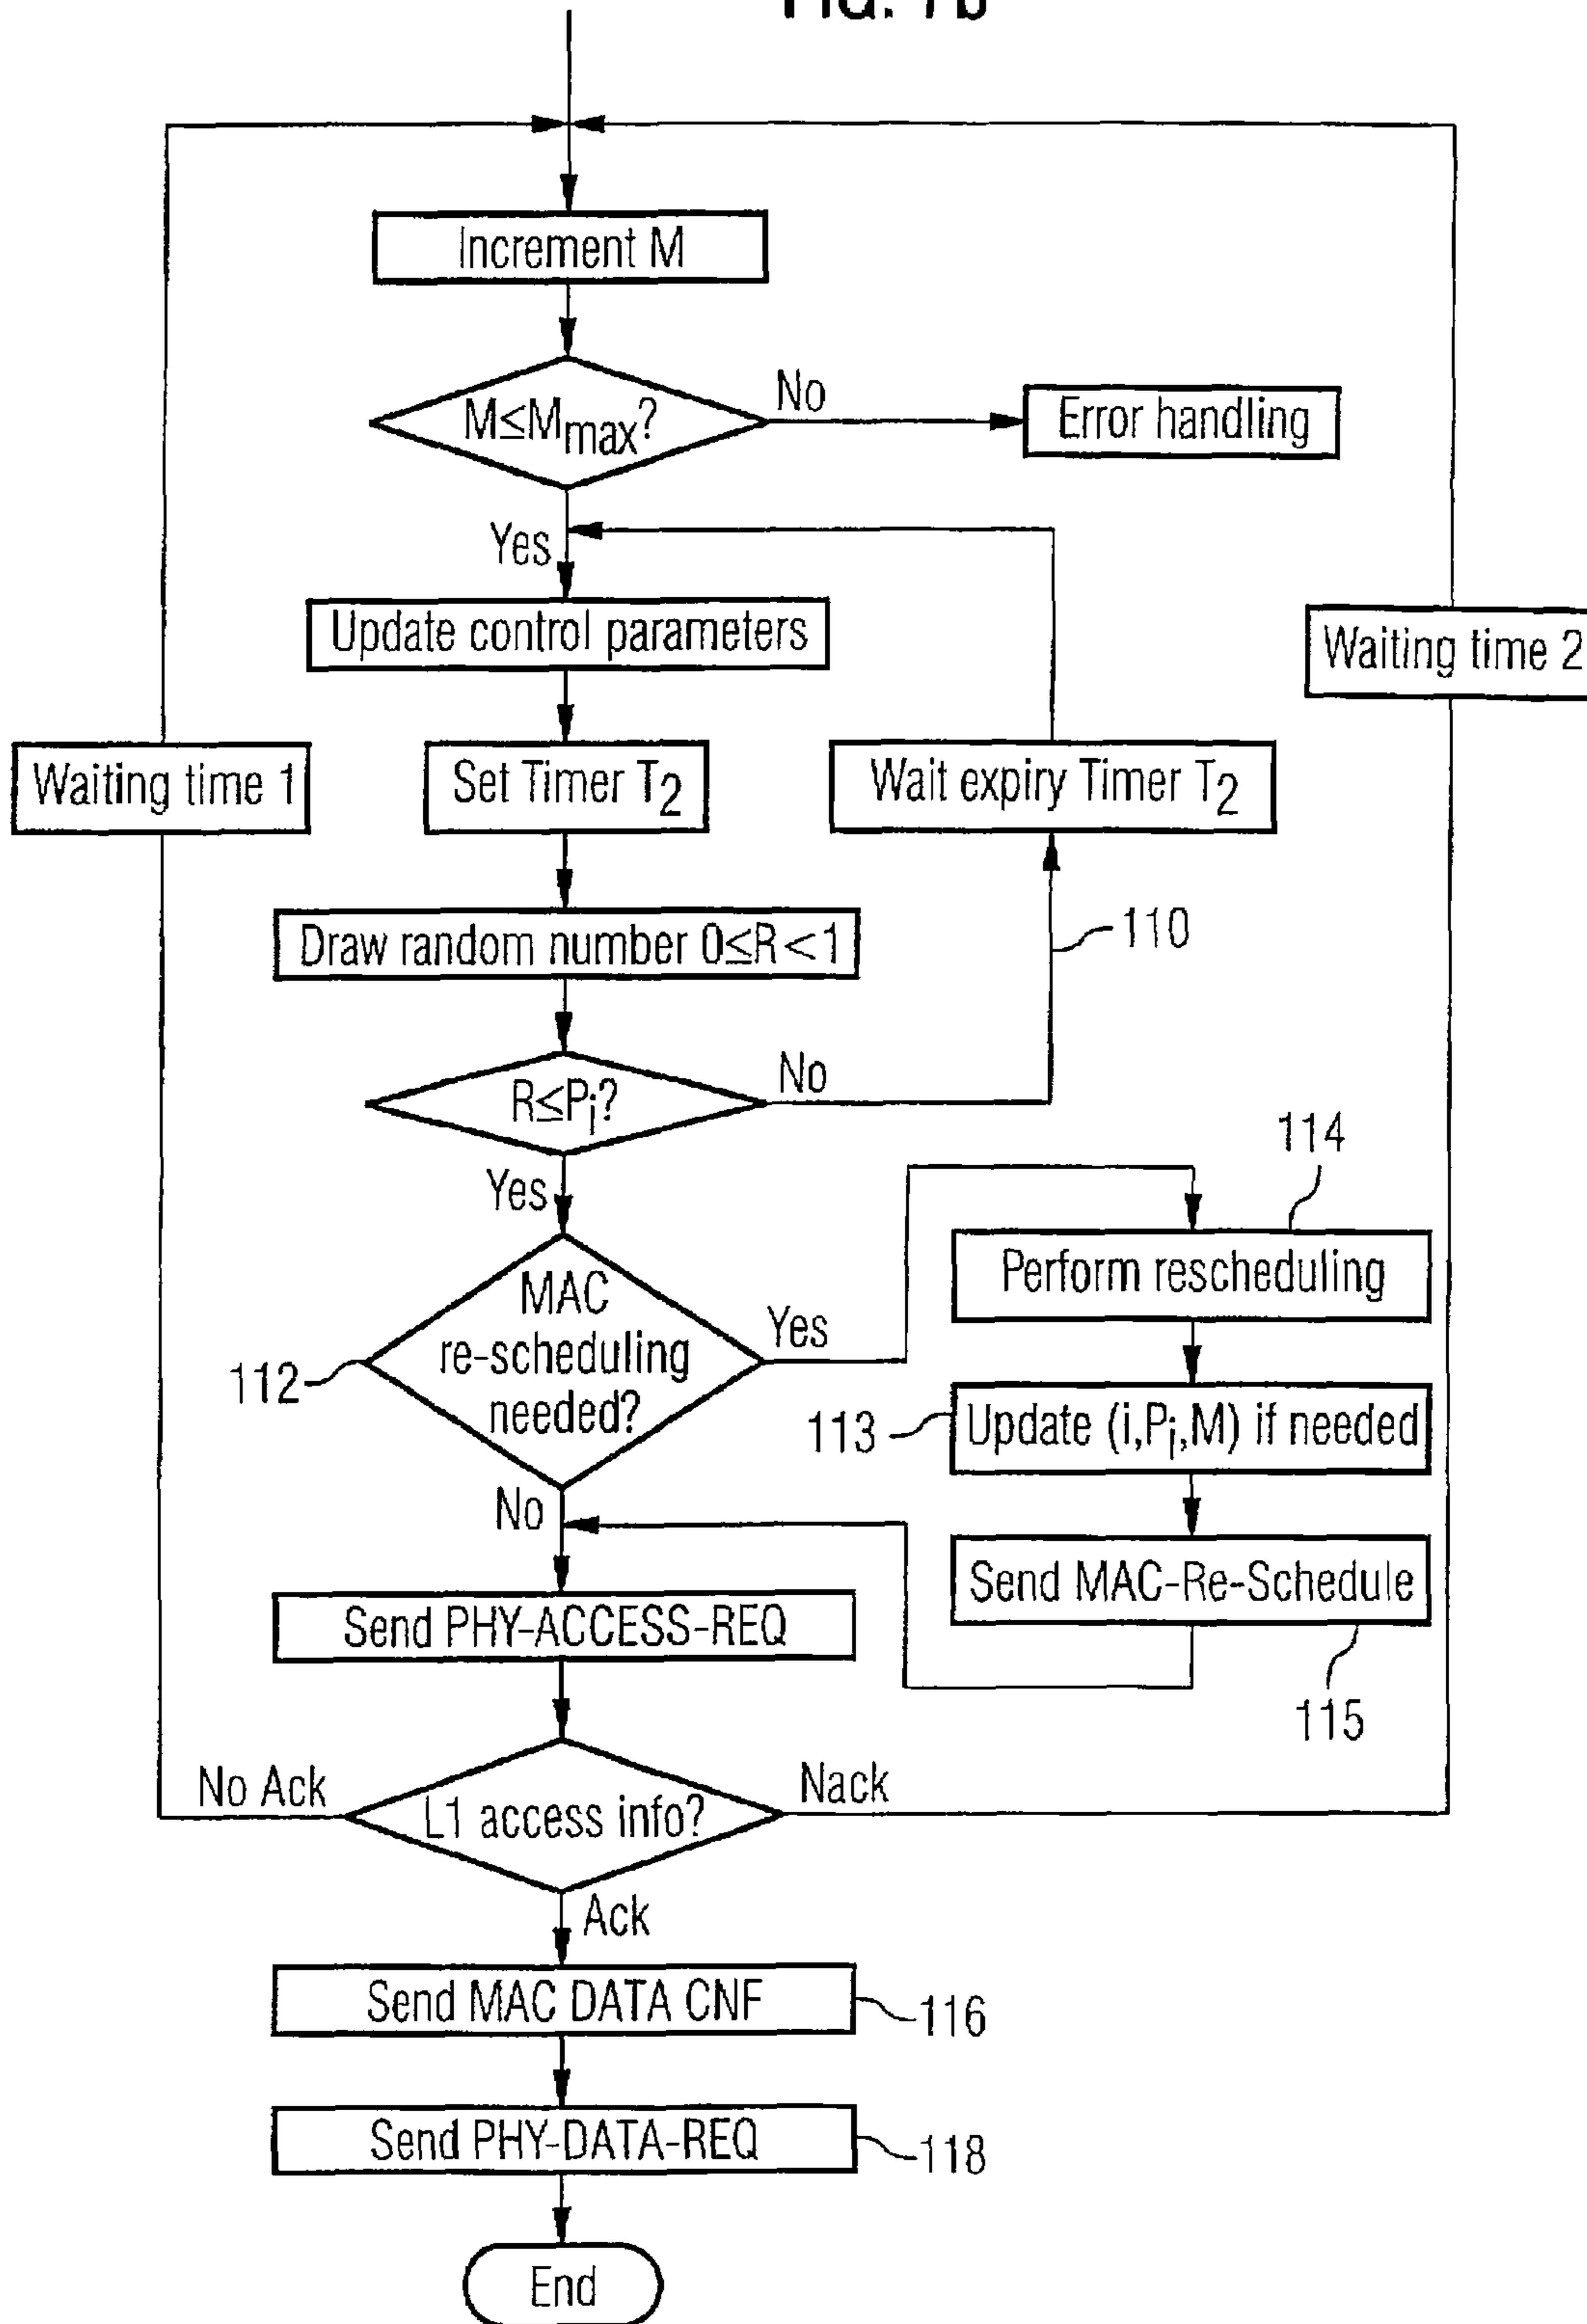 Increment M
M≤Mmax?
No
Error handling
Yes
Update control parameters
Waiting time 2
Waiting time 1
Set Timer T2
Wait expiry Timer T2
Draw random number 0≤R<1
110
R≤Pi?
No
114
Yes
Perform rescheduling
MAC
re-scheduling
needed?
Yes
112
113
Update (i,Pi,M) if needed
No
Send MAC-Re-Schedule
Send PHY-ACCESS-REQ
115
No Ack
L1 access info?
Nack
Ack
Send MAC DATA CNF
116
Send PHY-DATA-REQ
118
End